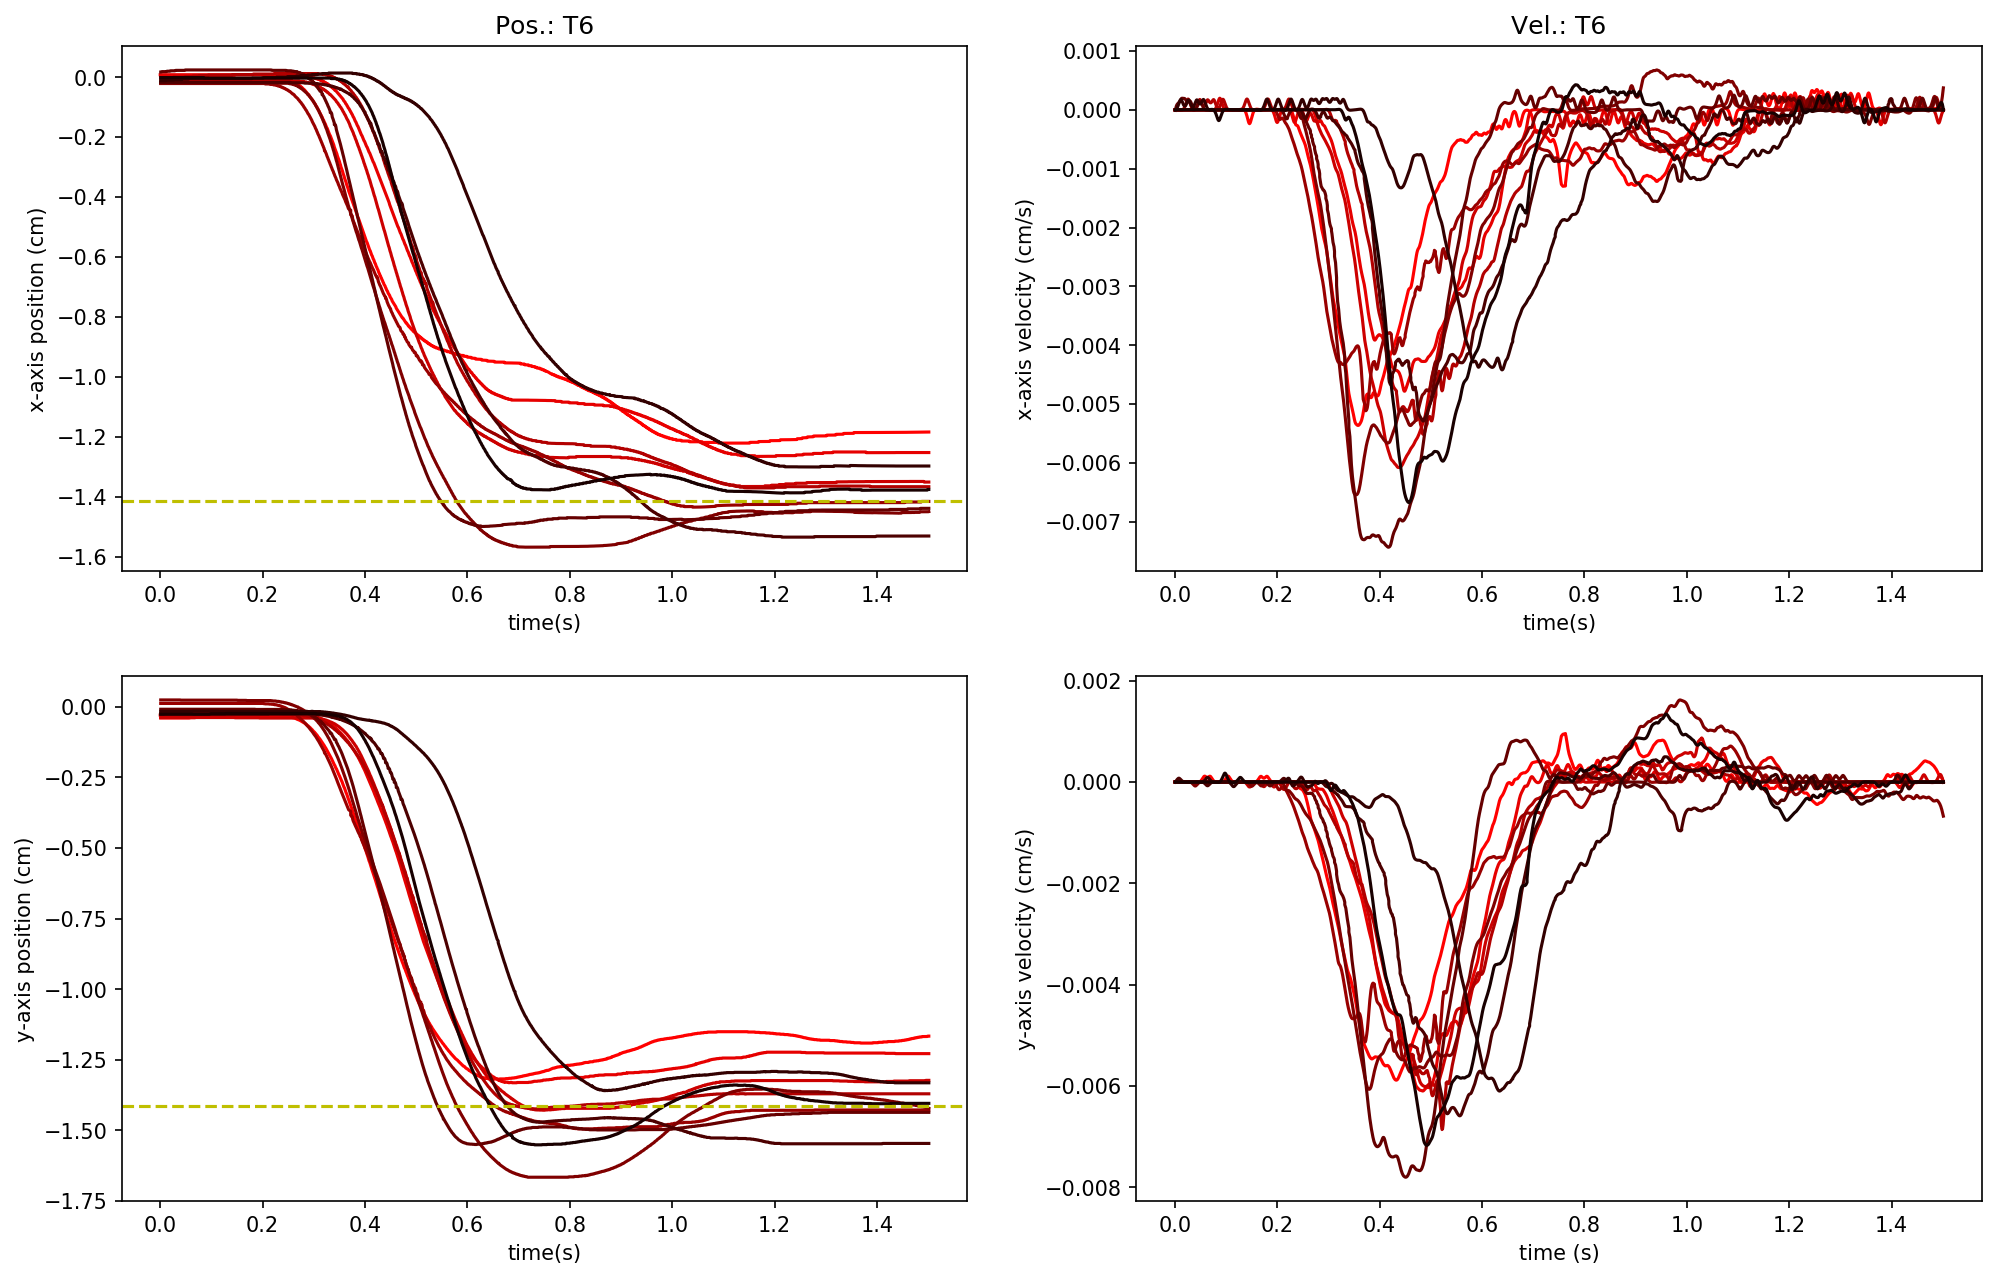 Pos.: T6
Vel.: T6
0.0
−0.2
−0.4
−0.6
−0.8
−1.0
−1.2
−1.4
−1.6
x-axis position (cm)
0.0 0.2 0.4 0.6 0.8 1.0 1.2 1.4
time(s)
0.001
0.000
−0.001
−0.002
−0.003
−0.004
−0.005
−0.006
−0.007
x-axis velocity (cm/s)
0.0 0.2 0.4 0.6 0.8 1.0 1.2 1.4
time(s)
0.00
−0.25
−0.50
−0.75
−1.00
−1.25
−1.50
−1.75
y-axis position (cm)
0.0 0.2 0.4 0.6 0.8 1.0 1.2 1.4
time(s)
0.002
0.000
−0.002
−0.004
−0.006
−0.008
y-axis velocity (cm/s)
0.0 0.2 0.4 0.6 0.8 1.0 1.2 1.4
time (s)